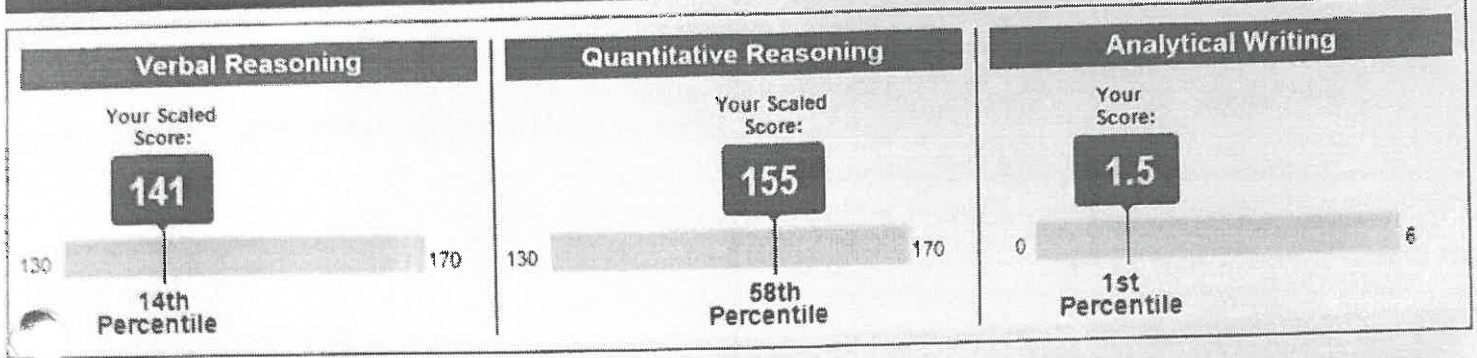 Verbal Reasoning
Your Scaled
Score:
141
130
170
14th
Percentile
Quantitative Reasoning
Your Scaled
Score:
155
130
170
58th
Percentile
Analytical Writing
Your
Score:
1.5
0
6
1st
Percentile